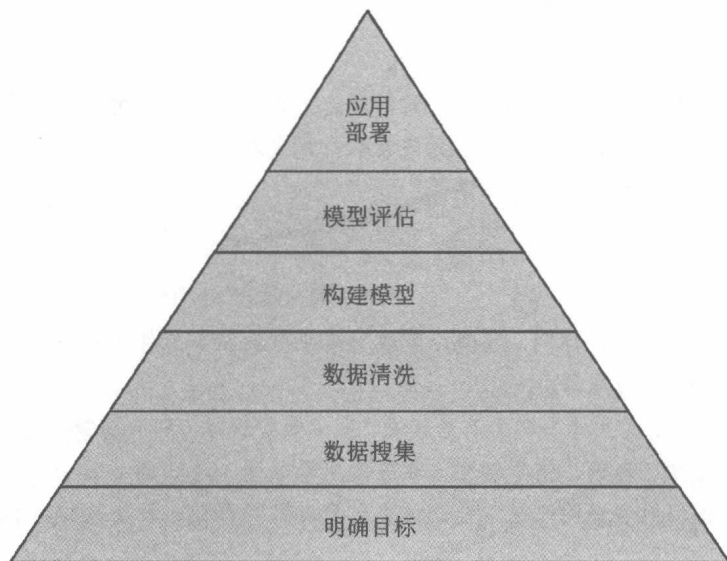 应用
部署
模型评估
构建模型
数据清洗
数据搜集
明确目标